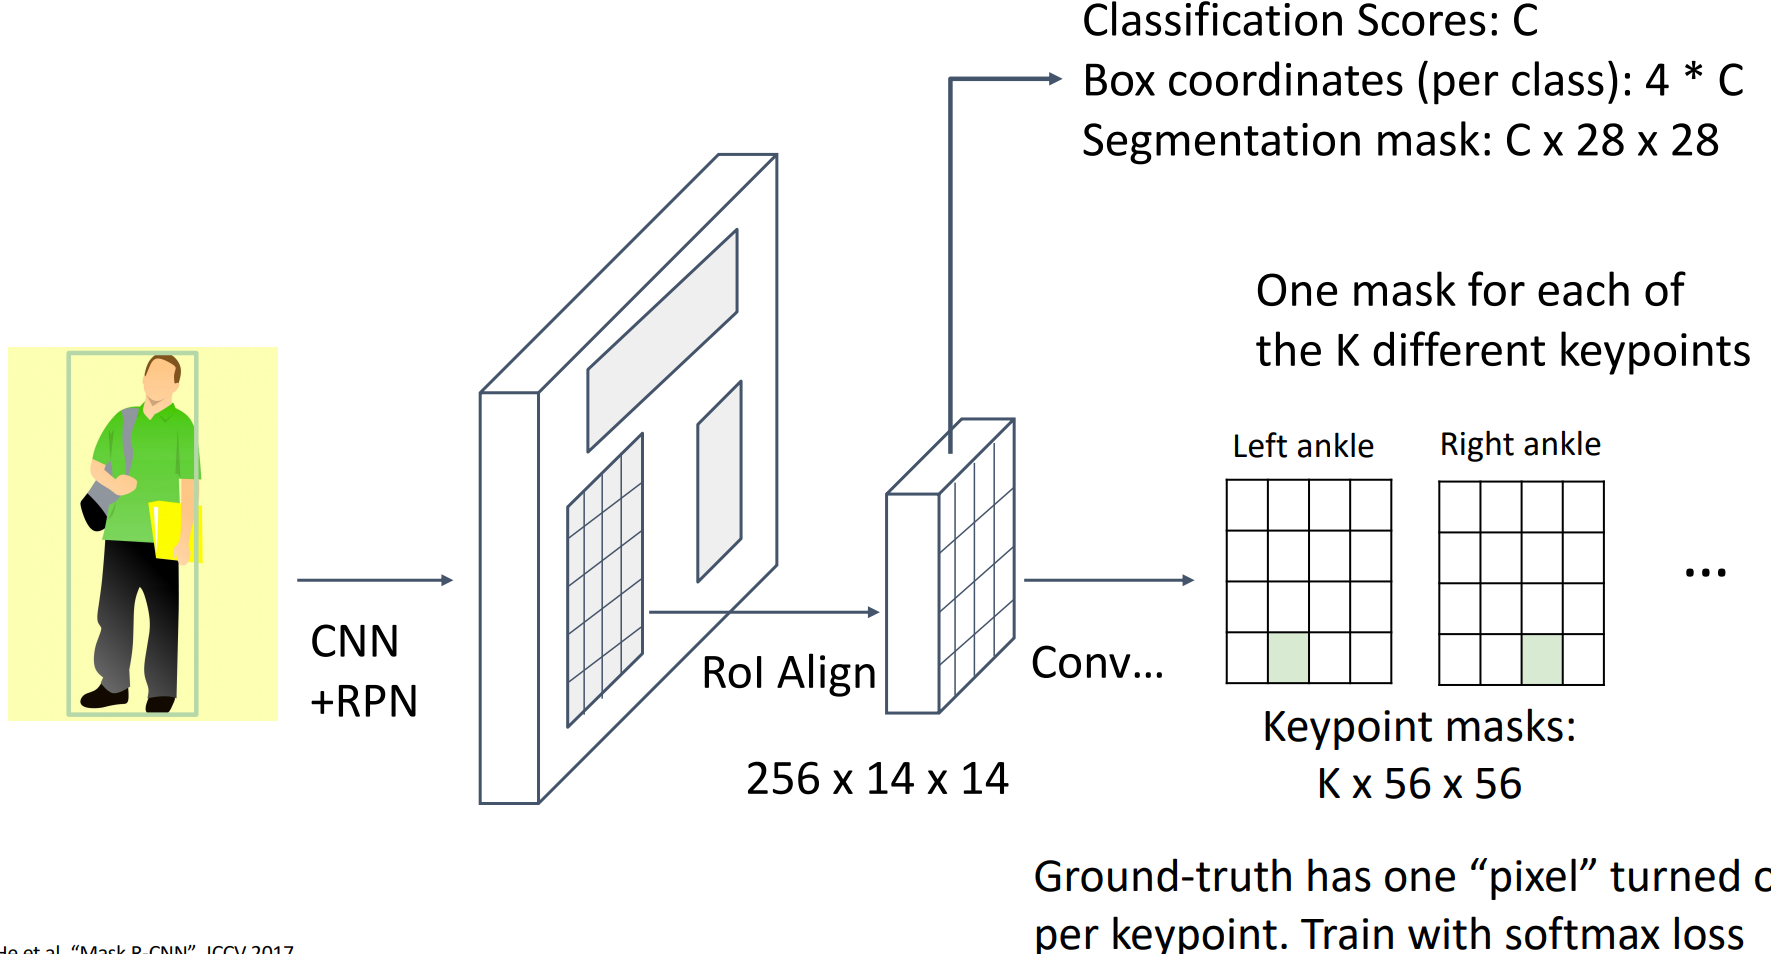 Classification Scores: C
Box coordinates (per class): 4 * C
Segmentation mask: C x 28 x 28
One mask for each of
the K different keypoints
Left ankle
Right ankle
...
CNN
+RPN
RoI Align
Conv...
256 x 14 x 14
Keypoint masks:
K x 56 x 56
Ground-truth has one “pixel” turned
per keypoint. Train with softmax loss
He et al, “Mask R-CNN”, ICCV 2017